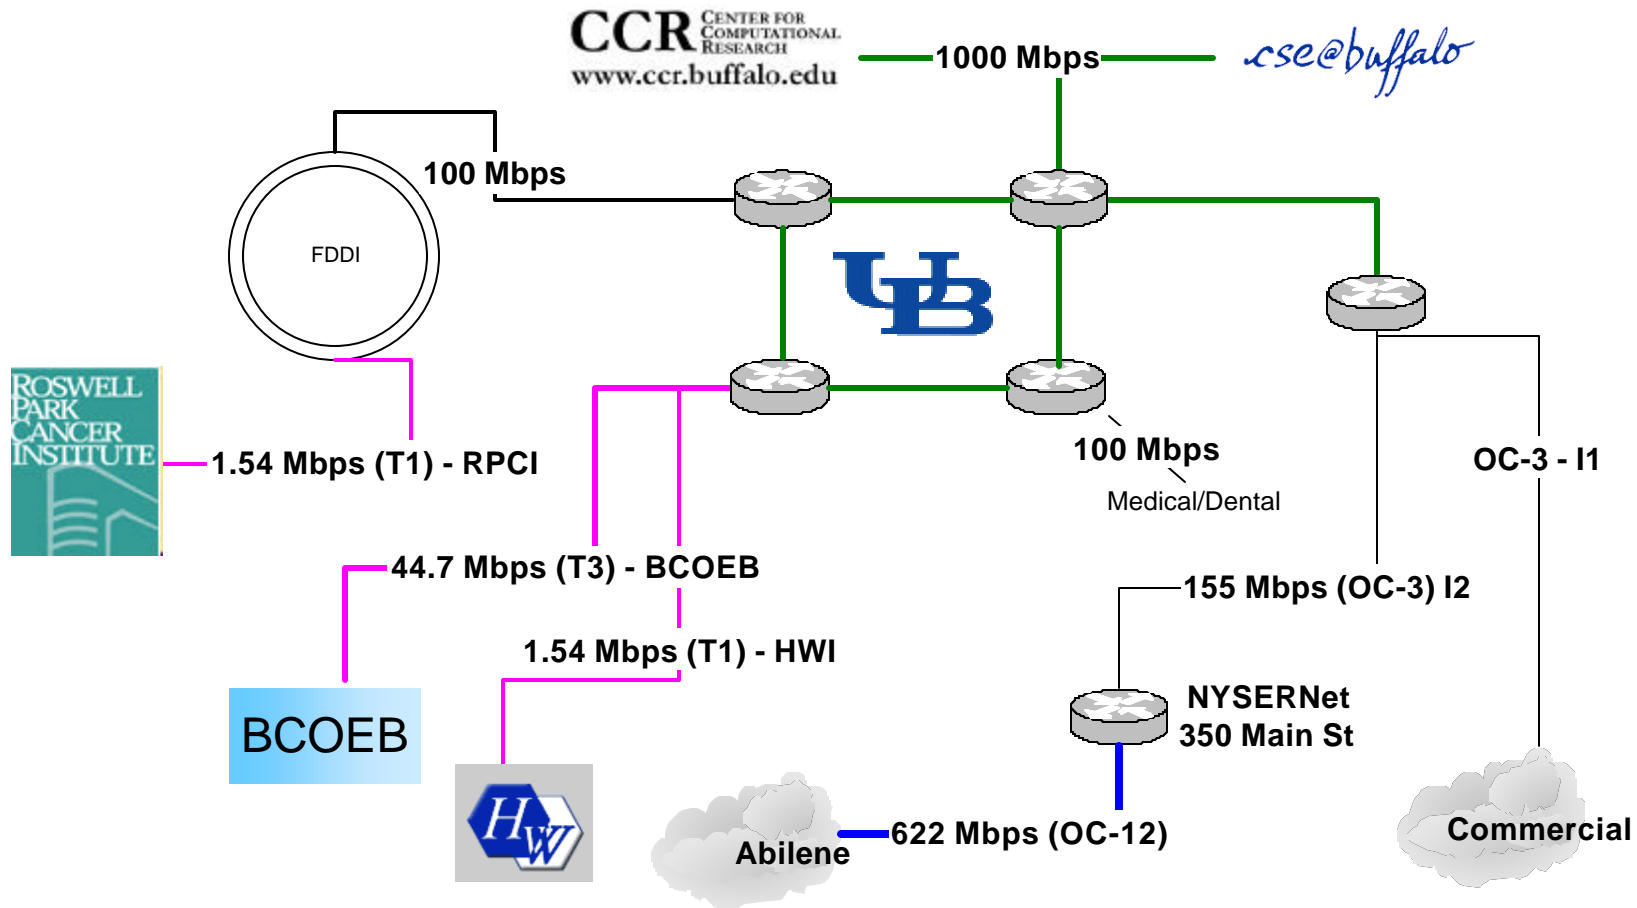 CCR CENTER FOR
COMPUTATIONAL
RESEARCH
www.ccr.buffalo.edu
1000 Mbps
cse@buffalo
100 Mbps
FDDI
UB
ROSWELL
PARK
CANCER
INSTITUTE
1.54 Mbps (T1) - RPCI
100 Mbps
Medical/Dental
OC-3 - I1
44.7 Mbps (T3) - BCOEB
155 Mbps (OC-3) I2
1.54 Mbps (T1) - HWI
BCOEB
NYSERNet
350 Main St
HW
Abilene
622 Mbps (OC-12)
Commercial